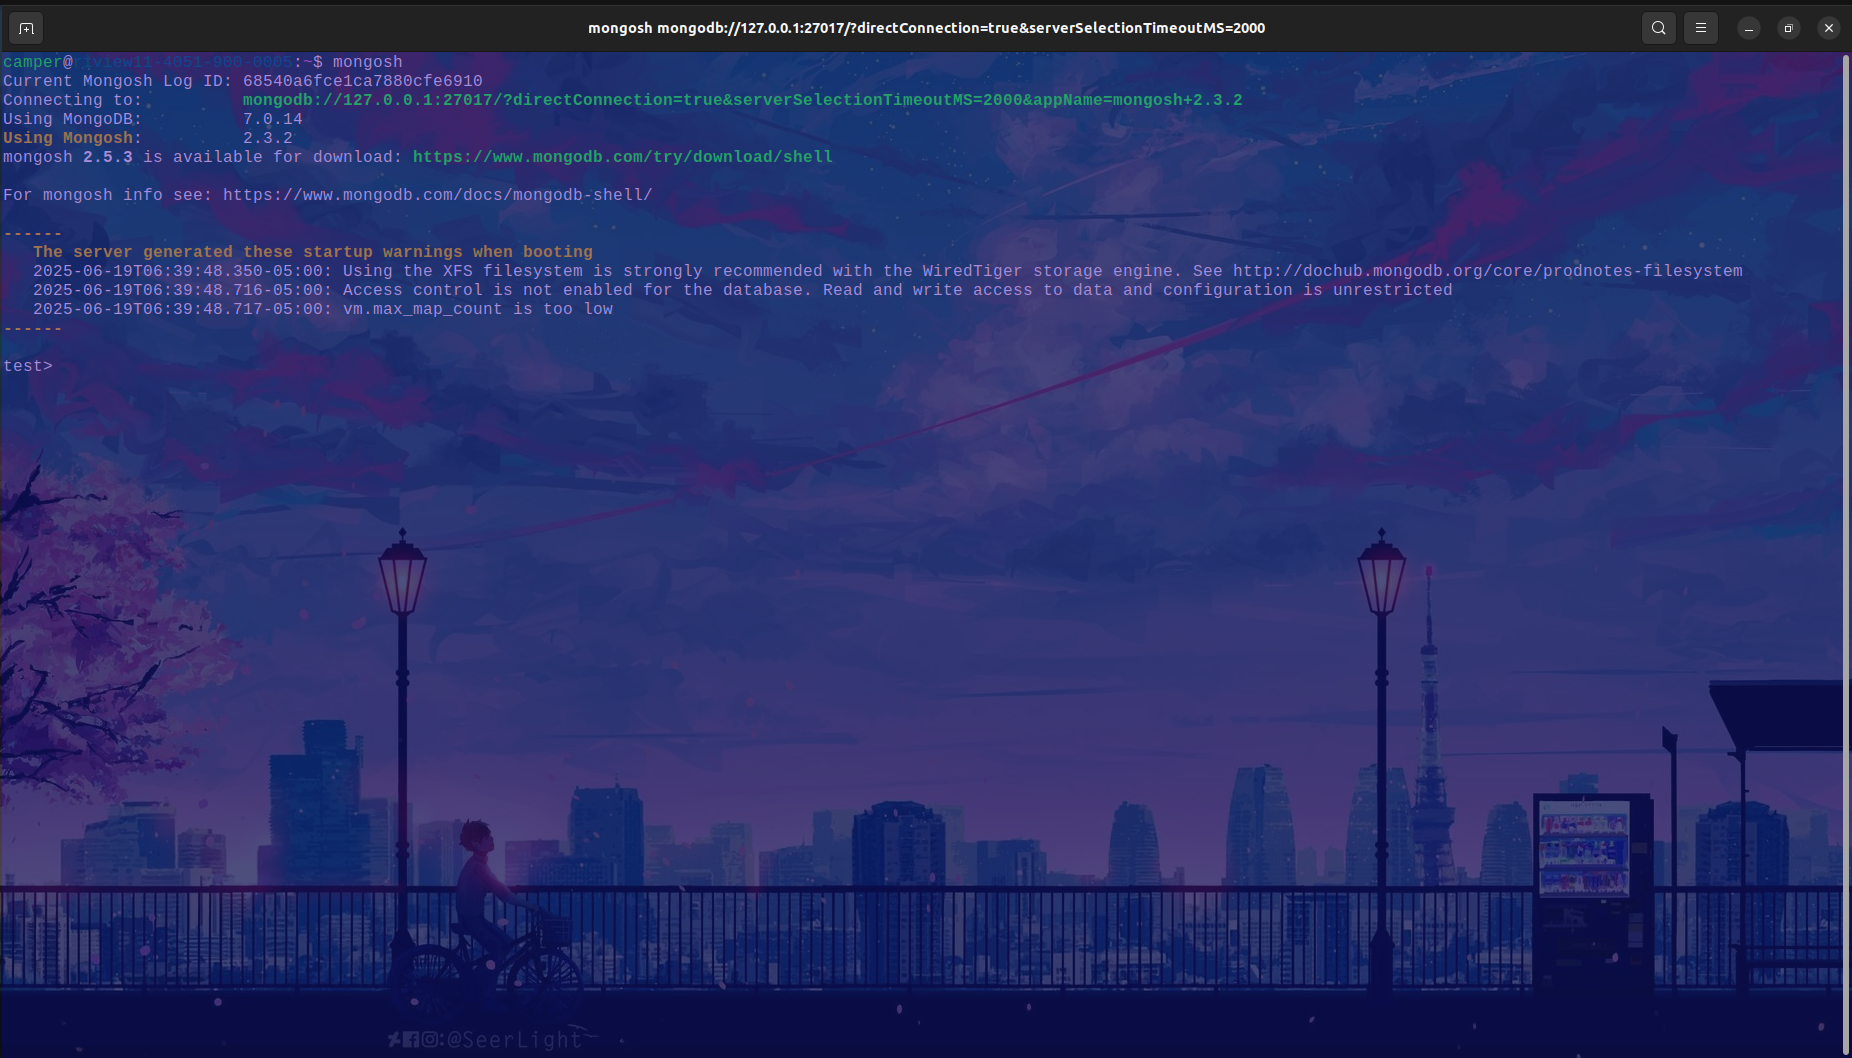 mongosh mongodb://127.0.0.1:27017/?directConnection=true&serverSelectionTimeoutMS=2000
camper@ :~$ mongosh
Current Mongosh Log ID: 68540a6fce1ca7880cfe6910
Connecting to: mongodb://127.0.0.1:27017/?directConnection=true&serverSelectionTimeoutMS=2000&appName=mongosh+2.3.2
Using MongoDB: 7.0.14
Using Mongosh: 2.3.2
mongosh 2.5.3 is available for download: https://www.mongodb.com/try/download/shell
For mongosh info see: https://www.mongodb.com/docs/mongodb-shell/
------
The server generated these startup warnings when booting
2025-06-19T06:39:48.350-05:00: Using the XFS filesystem is strongly recommended with the WiredTiger storage engine. See http://dochub.mongodb.org/core/prodnotes-filesystem
2025-06-19T06:39:48.716-05:00: Access control is not enabled for the database. Read and write access to data and configuration is unrestricted
2025-06-19T06:39:48.717-05:00: vm.max_map_count is too low
------
test>
:@SeerLight